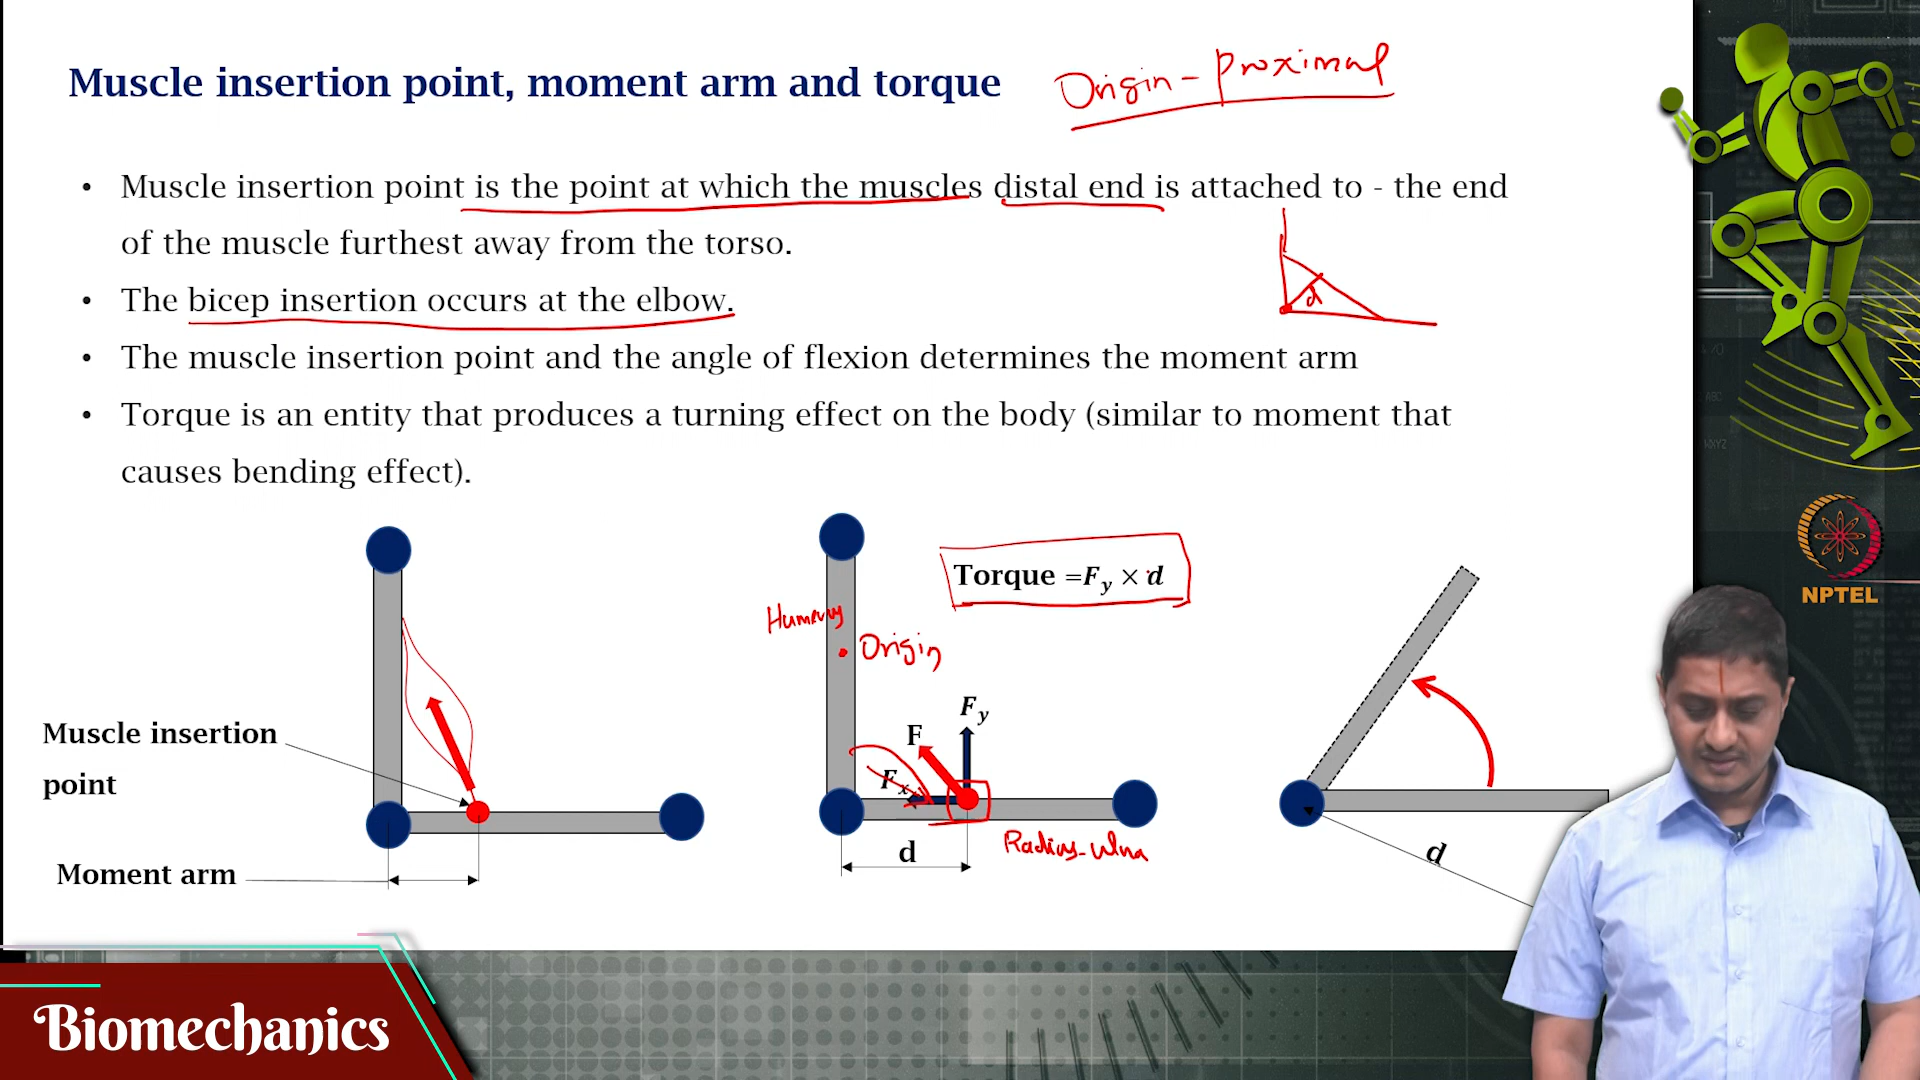 Muscle insertion point, moment arm and torque
Origin - Proximal
• Muscle insertion point is the point at which the muscles distal end is attached to - the end
of the muscle furthest away from the torso.
d
• The bicep insertion occurs at the elbow.
• The muscle insertion point and the angle of flexion determines the moment arm
• Torque is an entity that produces a turning effect on the body (similar to moment that
causes bending effect).
Torque =Fy × d
Humerus
Origin
Muscle insertion
point
Moment arm
F
Fy
Fx
d
Radius-ulna
d
NPTEL
Biomechanics